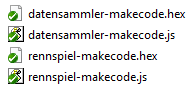 datensammler-makecode.hex
datensammler-makecode.js
rennspiel-makecode.hex
rennspiel-makecode.js